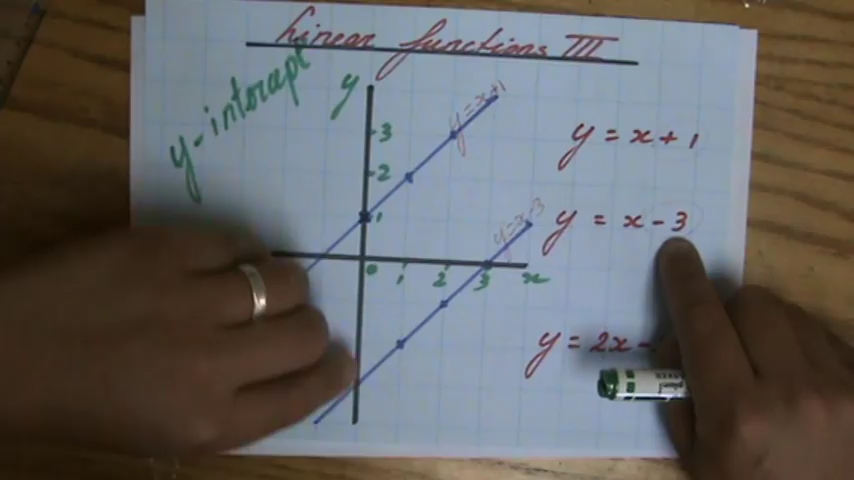 Linear functions III
y-intercept
y
y=x+1
3
2
1
0 1 2 3 x
y=x-3
y = x + 1
y = x - 3
y = 2x -